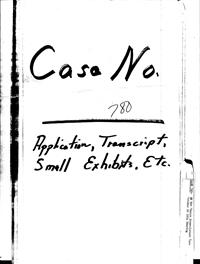 Case No.
780
Application, Transcript,
Small Exhibits, Etc.